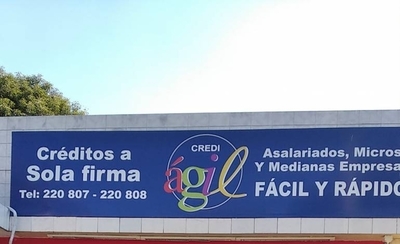 Créditos a
Sola firma
Tel: 220 807 - 220 808
CREDI
ágil
Asalariados, Micros
Y Medianas Empresa
FÁCIL Y RÁPIDO